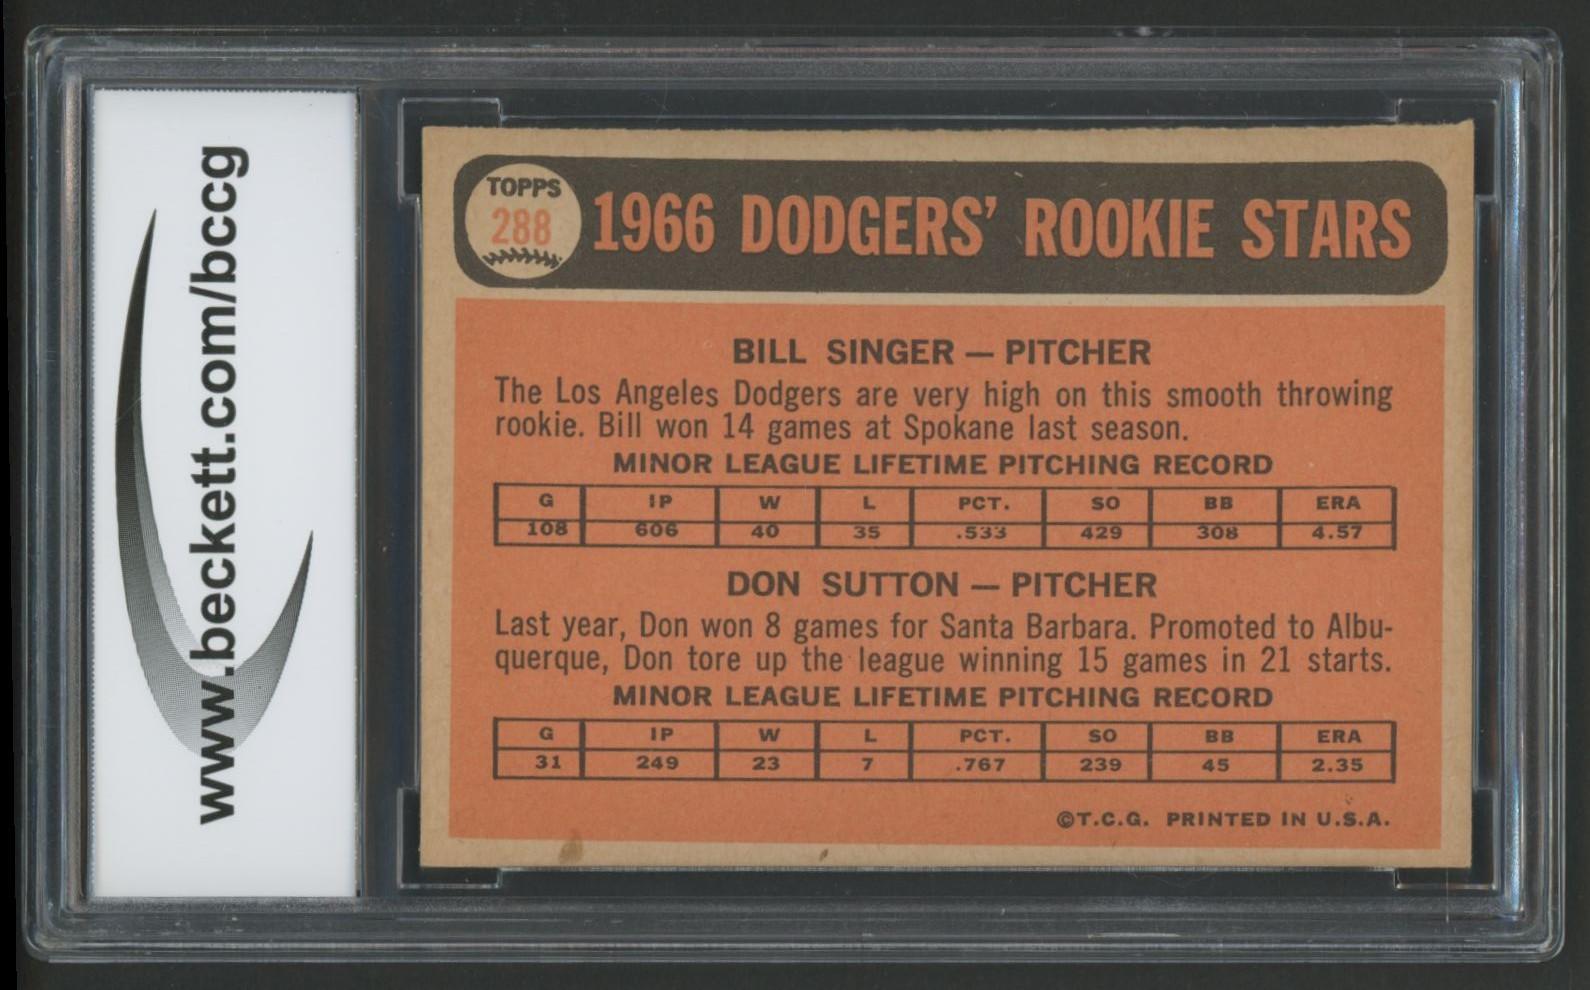 www.beckett.com/bccg
TOPPS
288
1966 DODGERS' ROOKIE STARS
BILL SINGER — PITCHER
The Los Angeles Dodgers are very high on this smooth throwing
rookie. Bill won 14 games at Spokane last season.
MINOR LEAGUE LIFETIME PITCHING RECORD
G IP W L PCT. SO BB ERA
108 606 40 35 .533 429 308 4.57
DON SUTTON — PITCHER
Last year, Don won 8 games for Santa Barbara. Promoted to Albu-
querque, Don tore up the league winning 15 games in 21 starts.
MINOR LEAGUE LIFETIME PITCHING RECORD
G IP W L PCT. SO BB ERA
31 249 23 7 .767 239 45 2.35
©T.C.G. PRINTED IN U.S.A.